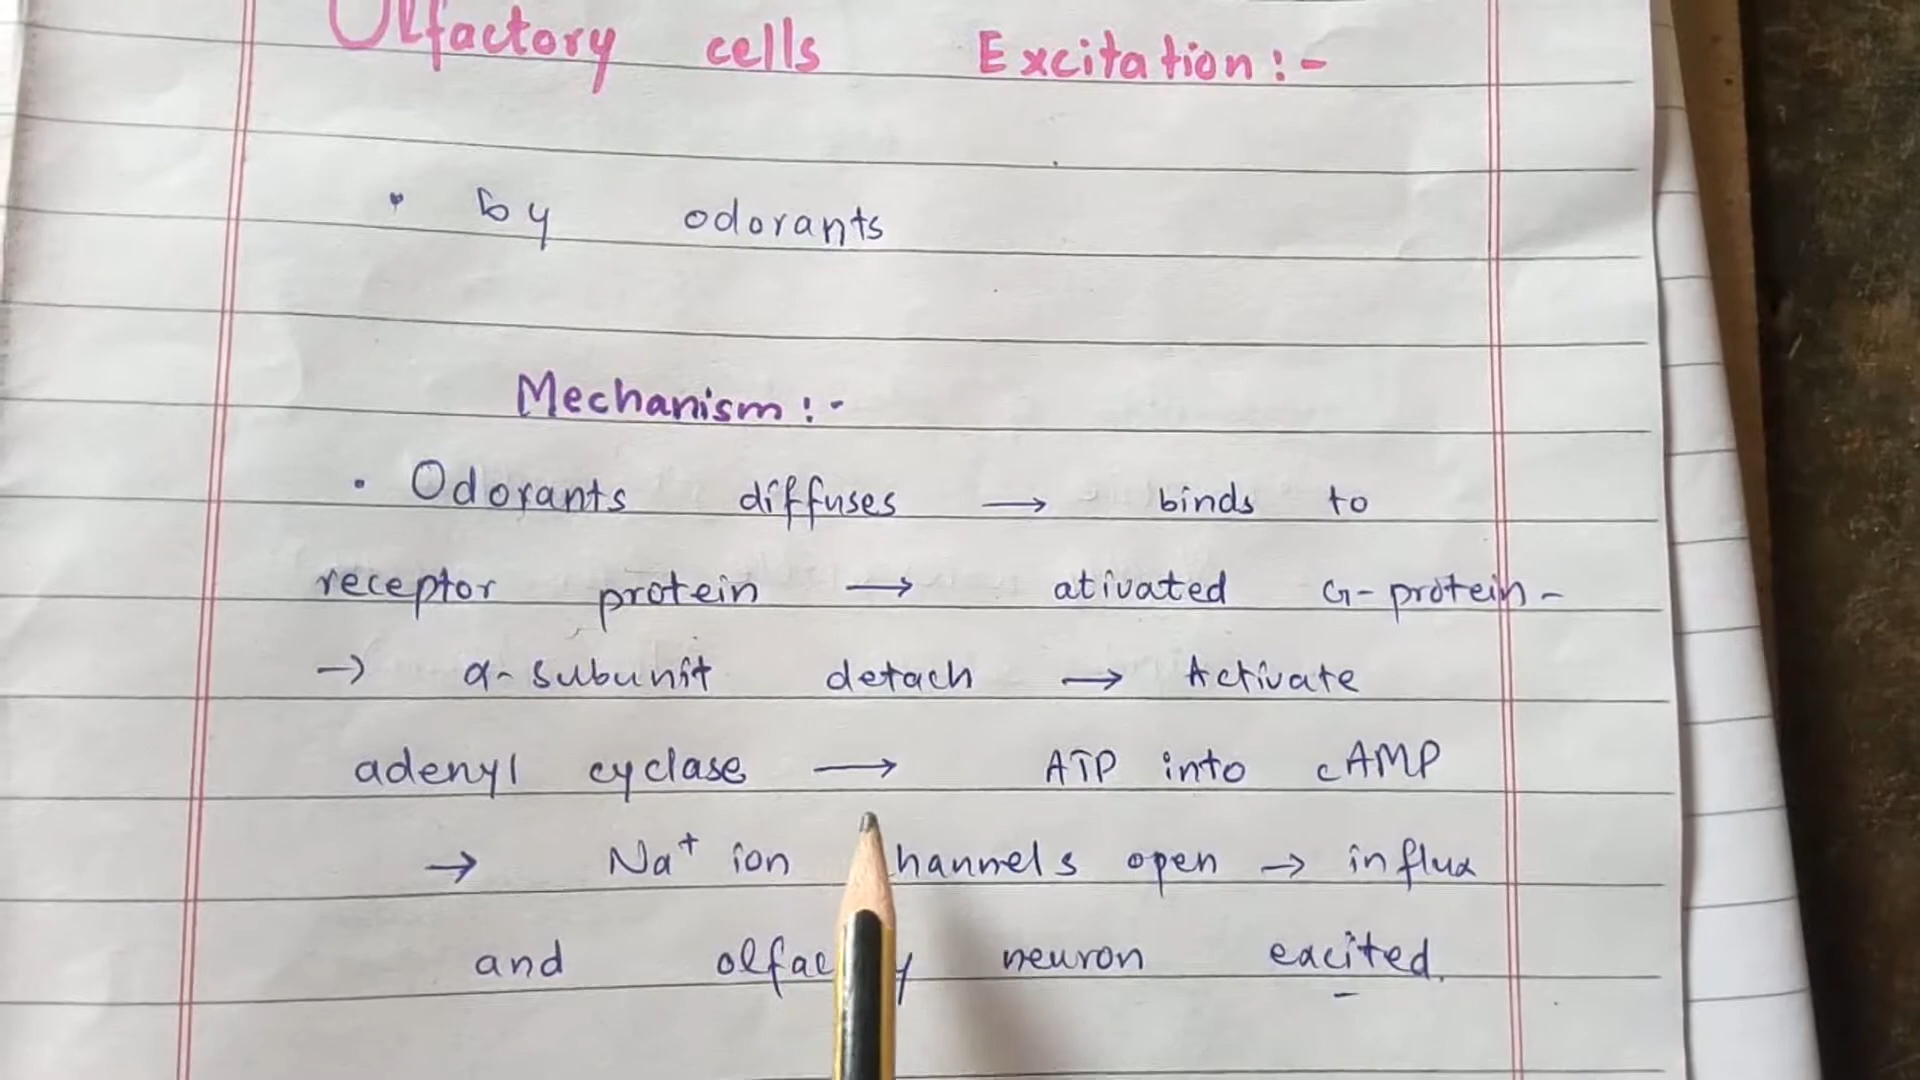 Olfactory cells Excitation:-
• by odorants
Mechanism:-
• Odorants diffuses → binds to
receptor protein → ativated G-protein-
→ α-subunit detach → Activate
adenyl cyclase → ATP into cAMP
→ Na⁺ ion hannels open → influx
and neuron excited.